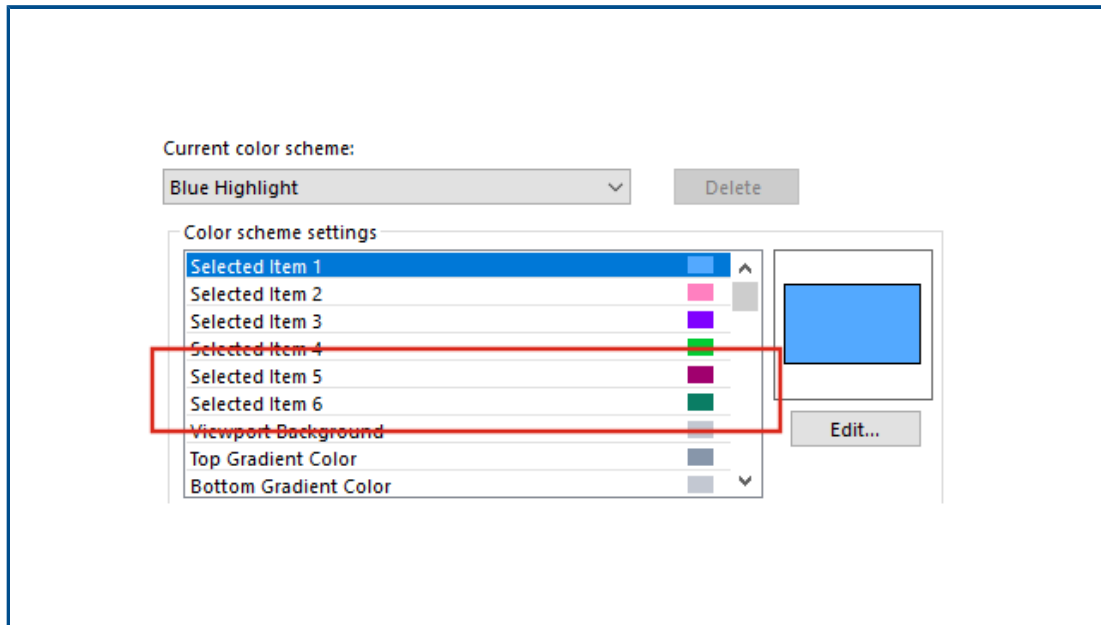 Current color scheme:
Blue Highlight
Delete
Color scheme settings
Selected Item 1
Selected Item 2
Selected Item 3
Selected Item 4
Selected Item 5
Selected Item 6
Viewport Background
Top Gradient Color
Bottom Gradient Color
Edit...